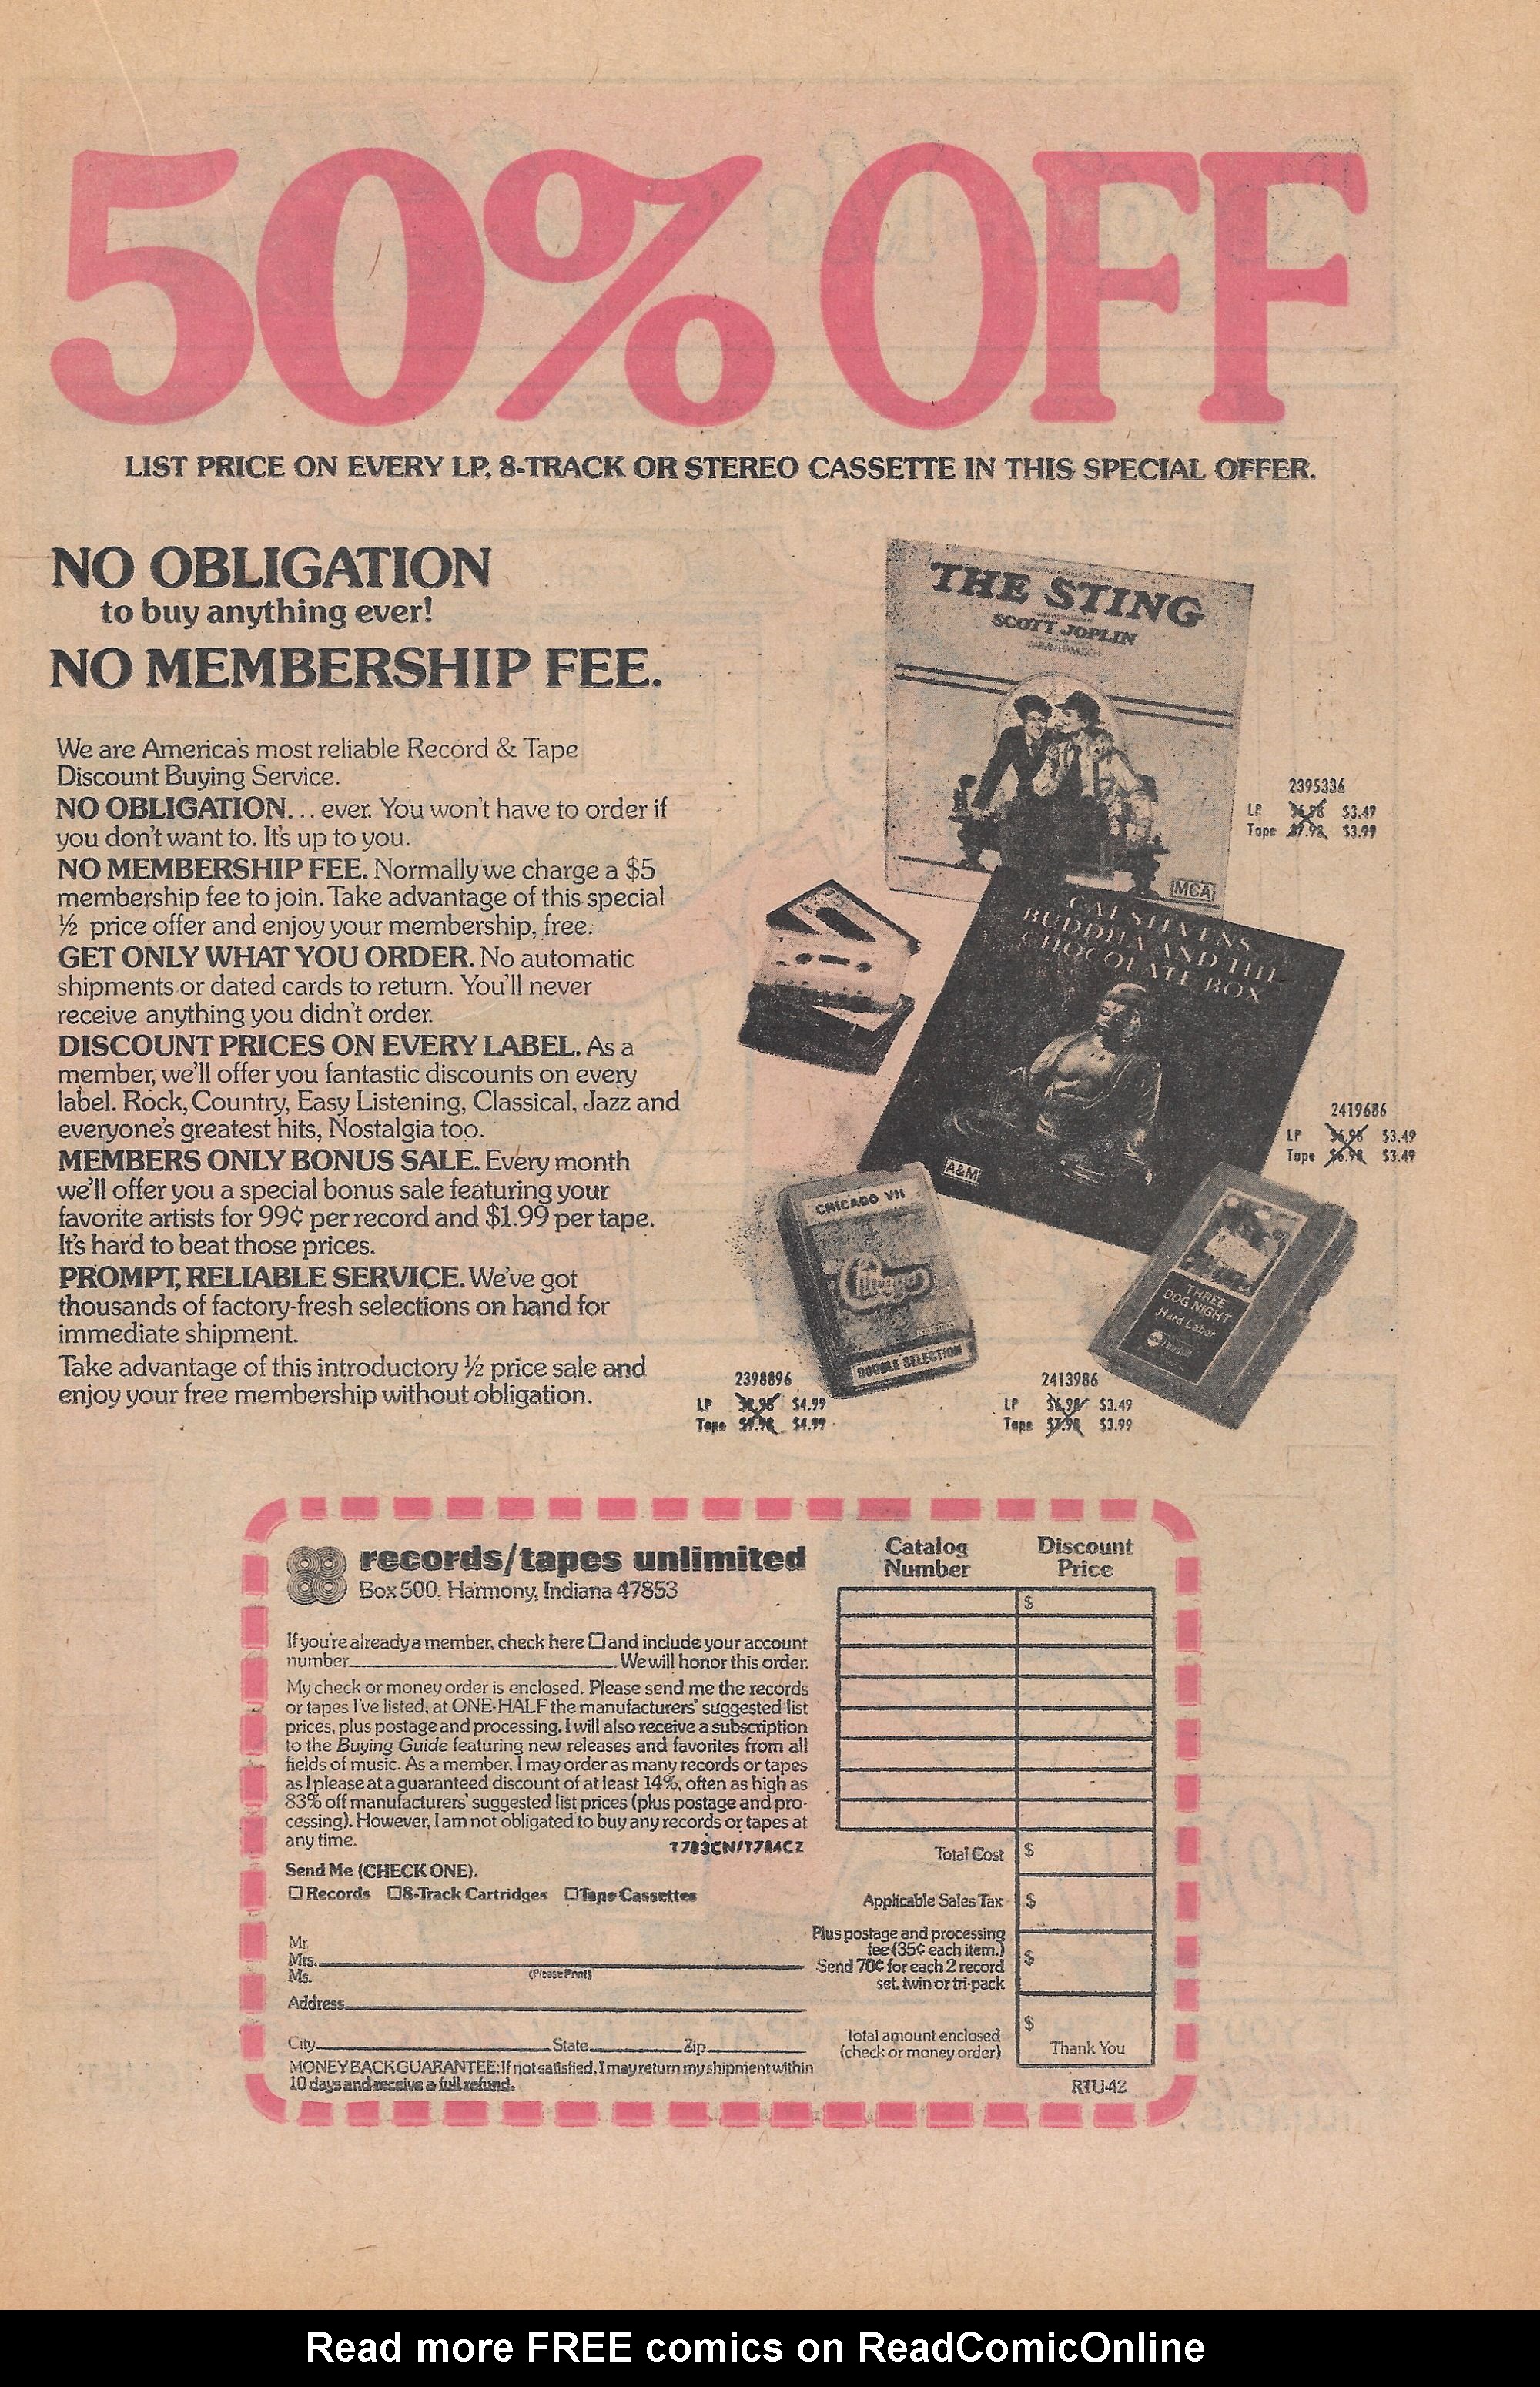 50% OFF
LIST PRICE ON EVERY LP, 8-TRACK OR STEREO CASSETTE IN THIS SPECIAL OFFER.
NO OBLIGATION
to buy anything ever!
NO MEMBERSHIP FEE.
We are America's most reliable Record & Tape
Discount Buying Service.
NO OBLIGATION... ever. You won't have to order if
you don't want to. It's up to you.
NO MEMBERSHIP FEE. Normally we charge a $5
membership fee to join. Take advantage of this special
½ price offer and enjoy your membership, free.
GET ONLY WHAT YOU ORDER. No automatic
shipments or dated cards to return. You'll never
receive anything you didn't order.
DISCOUNT PRICES ON EVERY LABEL. As a
member, we'll offer you fantastic discounts on every
label. Rock, Country, Easy Listening, Classical, Jazz and
everyone's greatest hits, Nostalgia too.
MEMBERS ONLY BONUS SALE. Every month
we'll offer you a special bonus sale featuring your
favorite artists for 99¢ per record and $1.99 per tape.
It's hard to beat those prices.
PROMPT, RELIABLE SERVICE. We've got
thousands of factory-fresh selections on hand for
immediate shipment.
Take advantage of this introductory ½ price sale and
enjoy your free membership without obligation.
THE STING
SCOTT JOPLIN
MCA
2395336
LP $6.98 $3.49
Tape $7.98 $3.99
CAT STEVENS
BUDDHA AND THE
CHOCOLATE BOX
A&M
2419686
LP $6.98 $3.49
Tape $6.98 $3.49
CHICAGO VII
Chicago
DOUBLE SELECTION
2398896
LP $9.98 $4.99
Tape $9.98 $4.99
THREE
DOG NIGHT
Hard Labor
2413986
LP $6.98 $3.49
Tape $7.98 $3.99
records/tapes unlimited
Box 500, Harmony, Indiana 47853
If you're already a member, check here ☐ and include your account
number. We will honor this order.
My check or money order is enclosed. Please send me the records
or tapes I've listed, at ONE-HALF the manufacturers' suggested list
prices, plus postage and processing. I will also receive a subscription
to the Buying Guide featuring new releases and favorites from all
fields of music. As a member, I may order as many records or tapes
as I please at a guaranteed discount of at least 14%, often as high as
83% off manufacturers' suggested list prices (plus postage and pro-
cessing). However, I am not obligated to buy any records or tapes at
any time.
T783CN/T784CZ
Send Me (CHECK ONE).
☐ Records ☐ 8-Track Cartridges ☐ Tape Cassettes
Mr.
Mrs.
Ms.
(Please Print)
Address
City State Zip
MONEY BACK GUARANTEE: If not satisfied, I may return my shipment within
10 days and receive a full refund.
Catalog Number
Discount Price
$
Total Cost $
Applicable Sales Tax $
Plus postage and processing
fee (35¢ each item.)
Send 70¢ for each 2 record
set, twin or tri-pack
$
Total amount enclosed
(check or money order)
$
Thank You
RTU-42
Read more FREE comics on ReadComicOnline